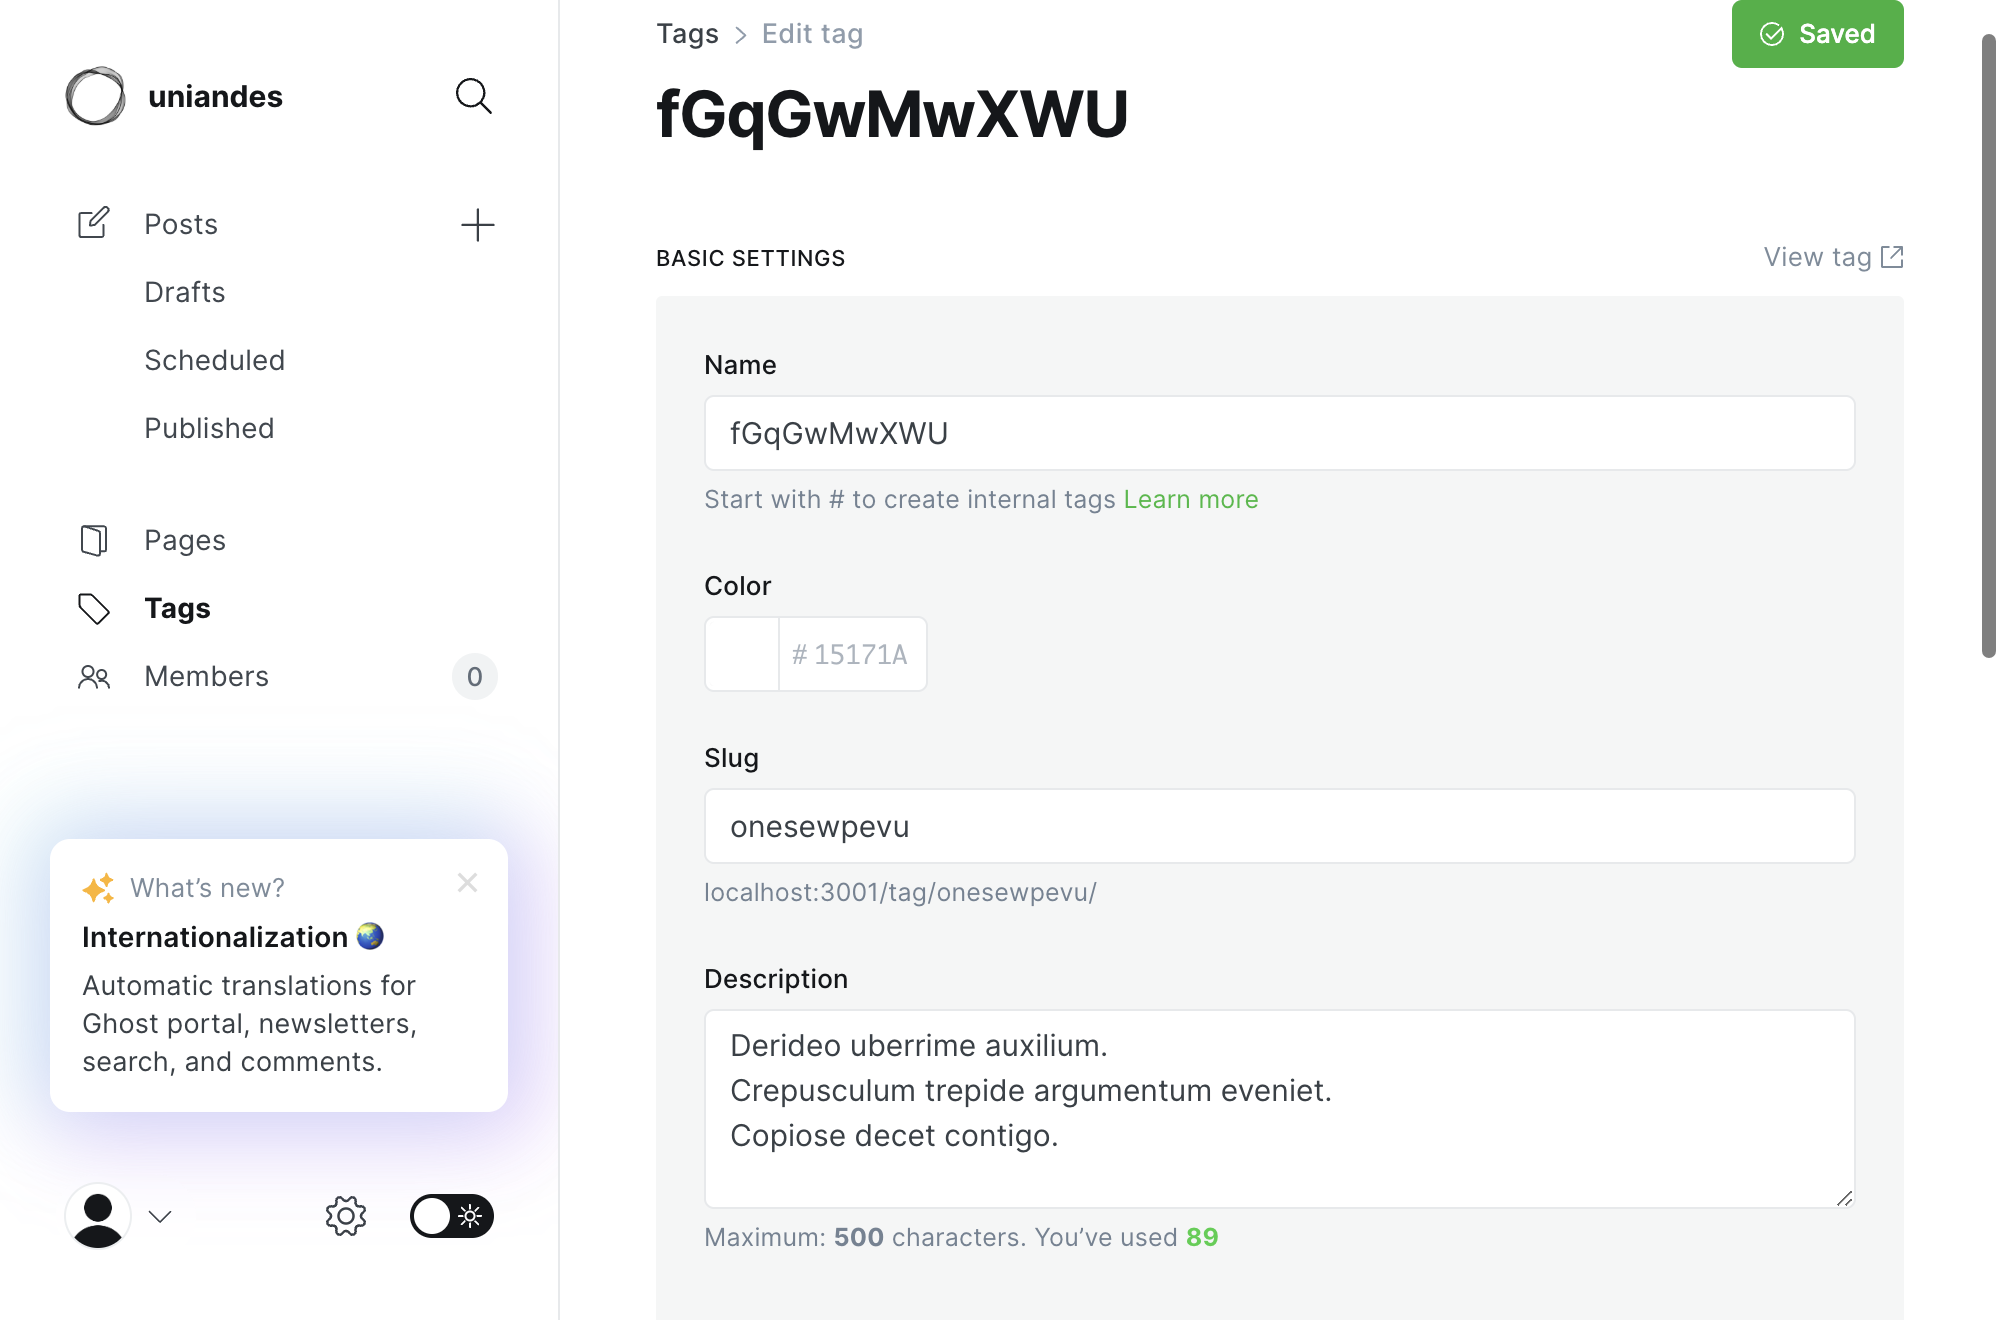 uniandes
Posts
Drafts
Scheduled
Published
Pages
Tags
Members
0
What's new?
Internationalization 🌏
Automatic translations for
Ghost portal, newsletters,
search, and comments.
Tags > Edit tag
Saved
fGqGwMwXWU
BASIC SETTINGS
View tag
Name
fGqGwMwXWU
Start with # to create internal tags Learn more
Color
# 15171A
Slug
onesewpevu
localhost:3001/tag/onesewpevu/
Description
Derideo uberrime auxilium.
Crepusculum trepide argumentum eveniet.
Copiose decet contigo.
Maximum: 500 characters. You've used 89